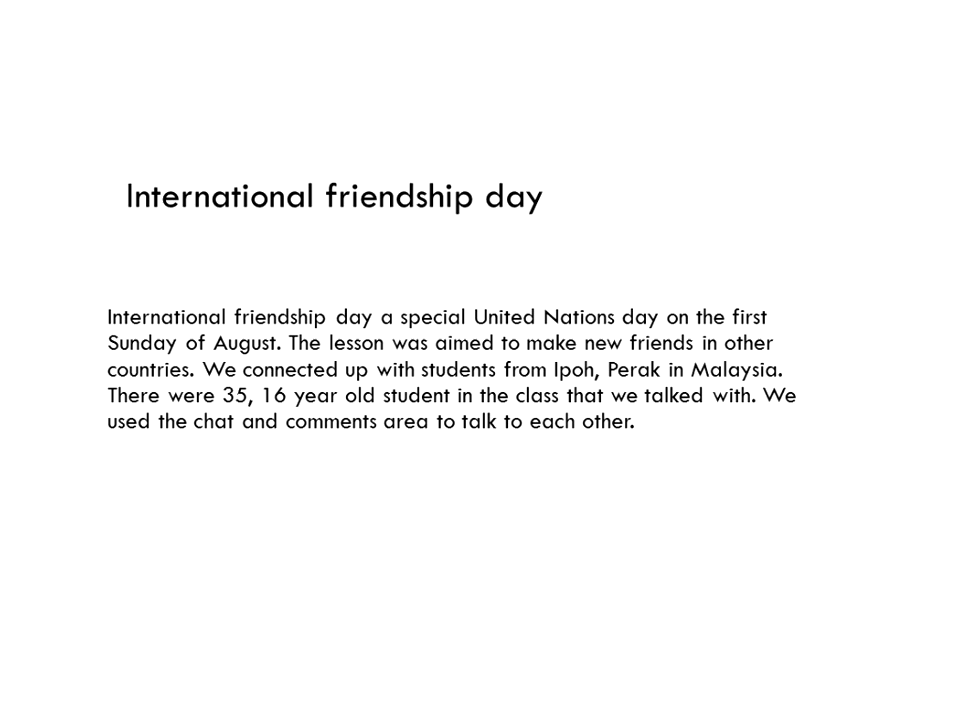 International friendship day
International friendship day a special United Nations day on the first
Sunday of August. The lesson was aimed to make new friends in other
countries. We connected up with students from Ipoh, Perak in Malaysia.
There were 35, 16 year old student in the class that we talked with. We
used the chat and comments area to talk to each other.